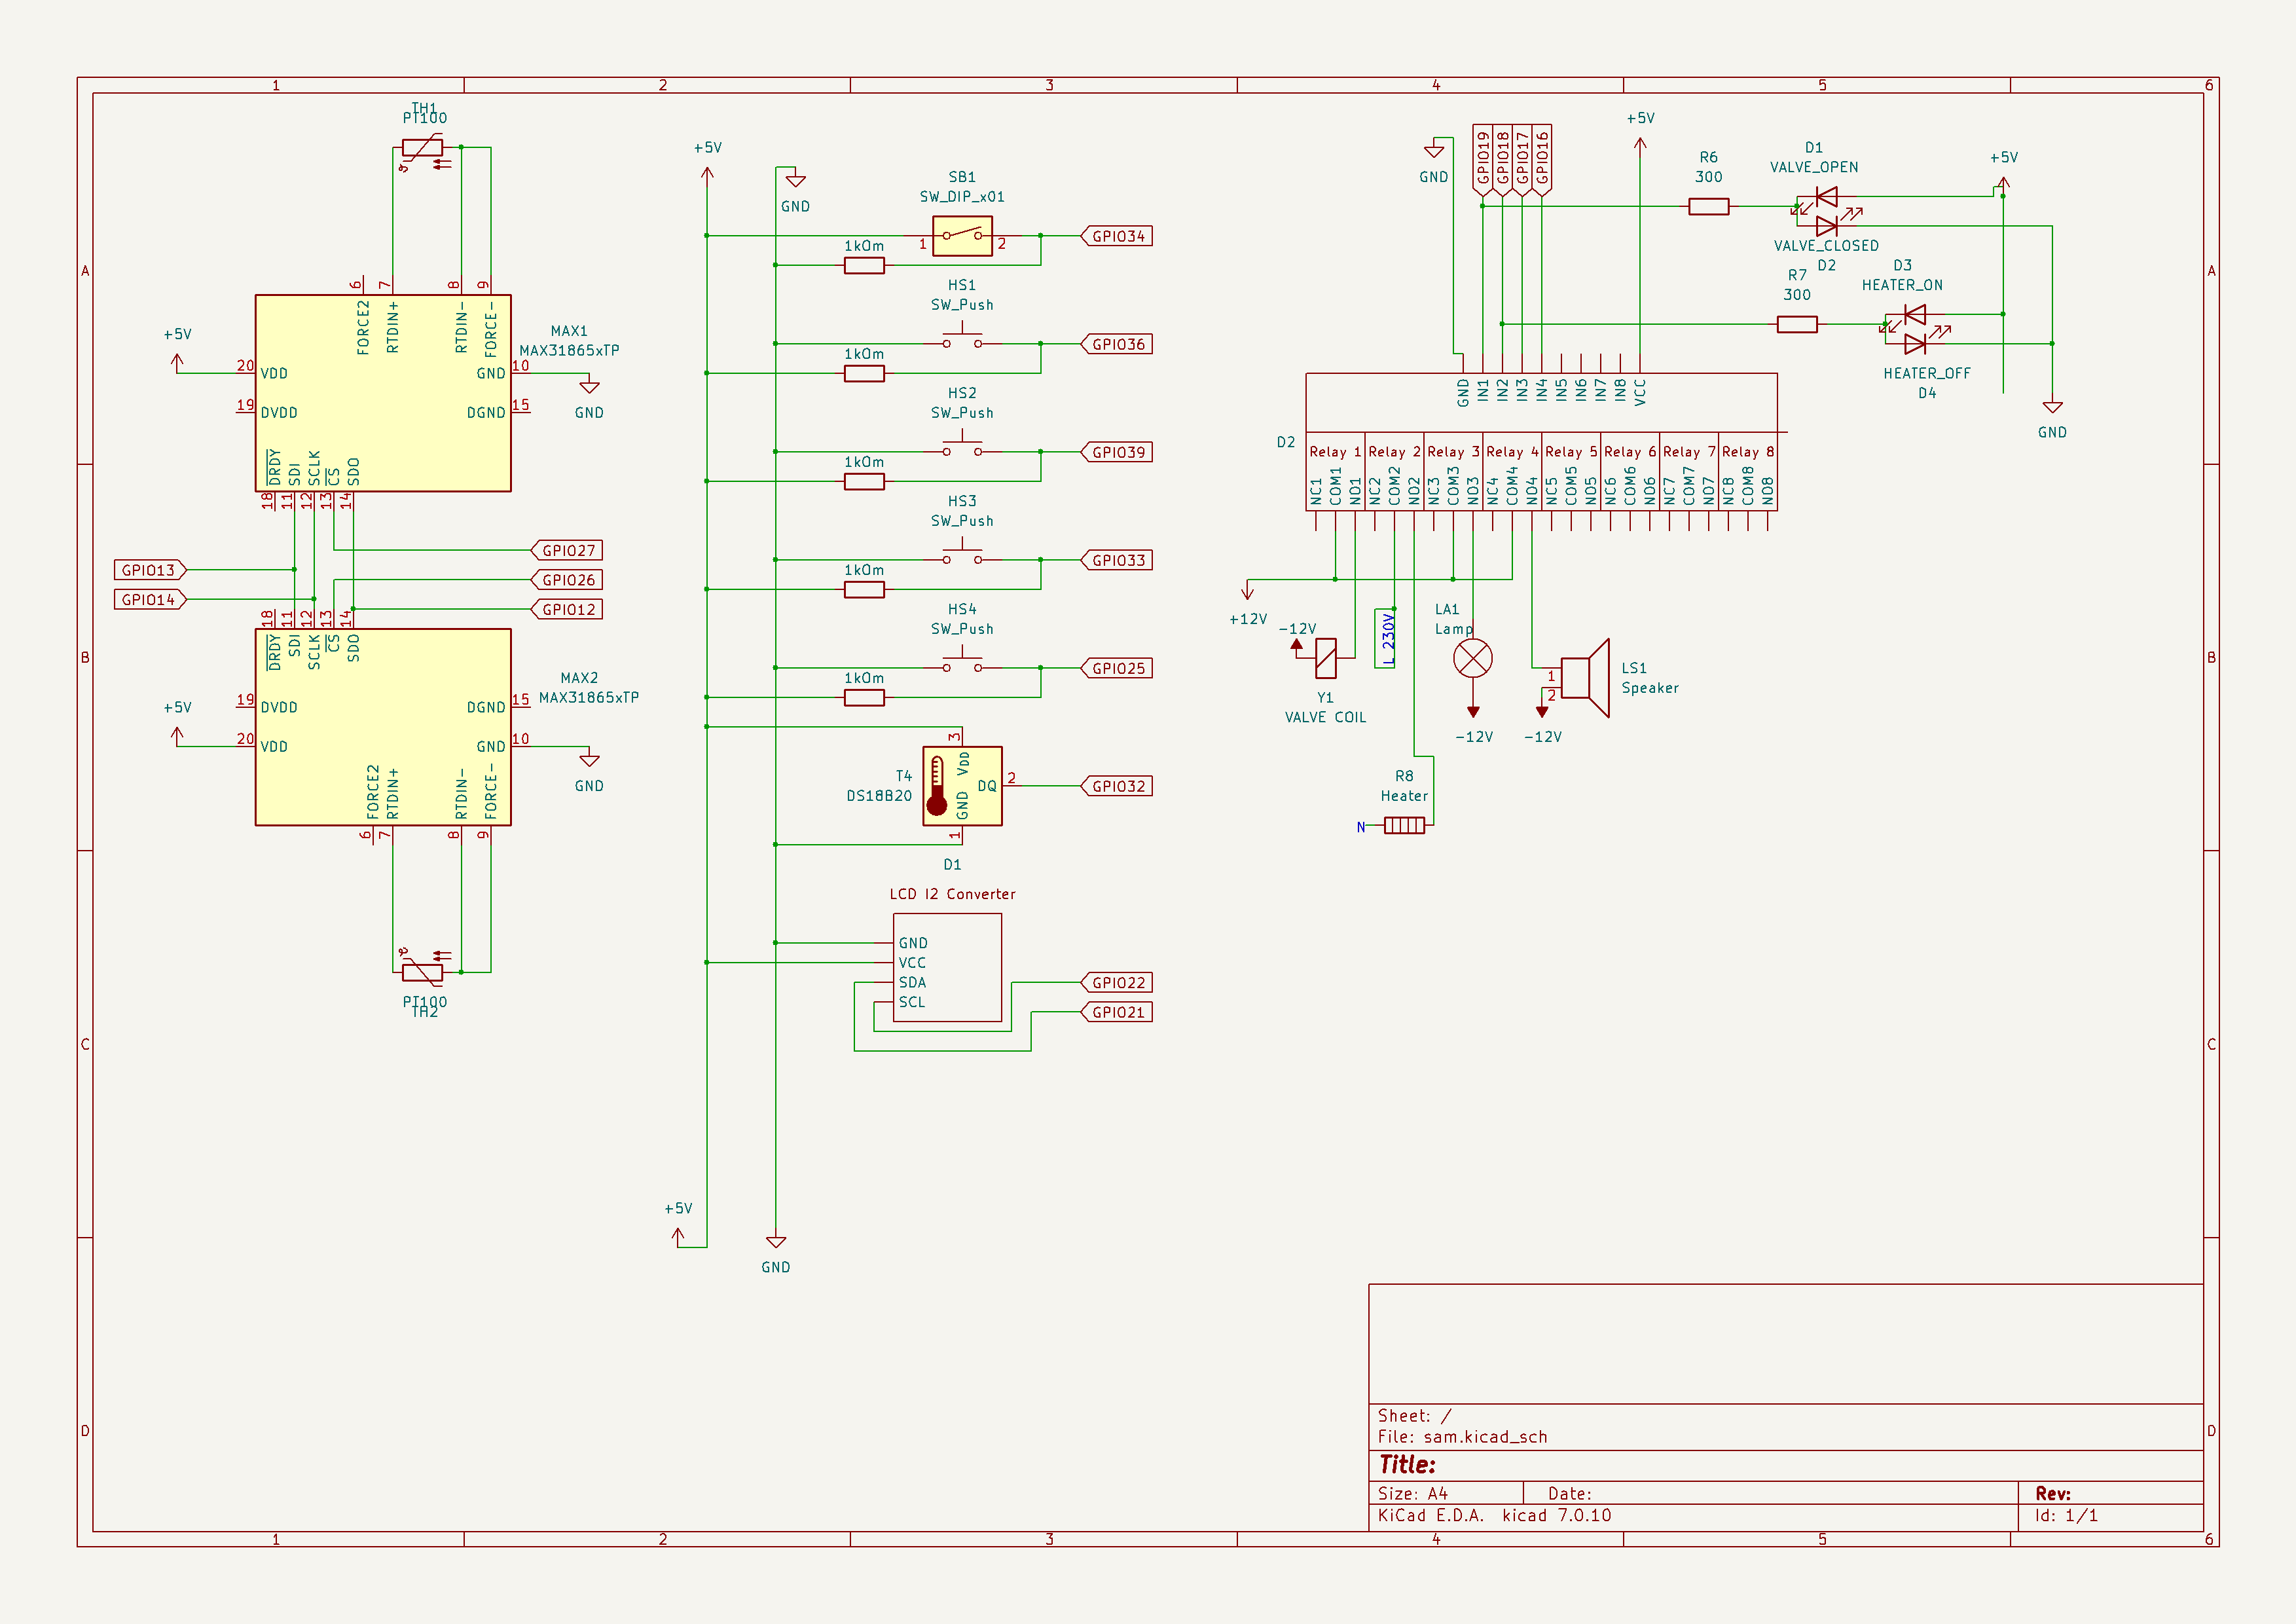 1 2 3 4 5 6
A
B
C
D
TH1
PT100
+5V
6 7 8 9
FORCE2 RTDIN+ RTDIN- FORCE-
MAX1
MAX31865xTP
20 VDD
GND 10
GND
19 DVDD
DGND 15
DRDY SDI SCLK CS SDO
18 11 12 13 14
GPIO27
GPIO13
GPIO26
GPIO14
GPIO12
18 11 12 13 14
DRDY SDI SCLK CS SDO
MAX2
MAX31865xTP
+5V
19 DVDD
DGND 15
20 VDD
GND 10
GND
FORCE2 RTDIN+ RTDIN- FORCE-
6 7 8 9
PT100
TH2
+5V
GND
SB1
SW_DIP_x01
1 2
GPIO34
1kOm
HS1
SW_Push
GPIO36
1kOm
HS2
SW_Push
GPIO39
1kOm
HS3
SW_Push
GPIO33
1kOm
HS4
SW_Push
GPIO25
1kOm
3
VDD
T4
DS18B20
DQ 2
GND
1
GPIO32
D1
LCD I2 Converter
GND
VCC
SDA
SCL
GPIO22
GPIO21
+5V
GND
GND
GPIO19 GPIO18 GPIO17 GPIO16
+5V
R6
300
D1
VALVE_OPEN
+5V
VALVE_CLOSED
D2
R7
300
D3
HEATER_ON
HEATER_OFF
D4
GND
GND IN1 IN2 IN3 IN4 IN5 IN6 IN7 IN8 VCC
D2
Relay 1 Relay 2 Relay 3 Relay 4 Relay 5 Relay 6 Relay 7 Relay 8
NC1 COM1 NO1 NC2 COM2 NO2 NC3 COM3 NO3 NC4 COM4 NO4 NC5 COM5 NO5 NC6 COM6 NO6 NC7 COM7 NO7 NC8 COM8 NO8
+12V
-12V
Y1
VALVE COIL
L 230V
LA1
Lamp
-12V
1
2
LS1
Speaker
-12V
R8
Heater
N
Sheet: /
File: sam.kicad_sch
Title:
Size: A4 Date: Rev:
KiCad E.D.A. kicad 7.0.10 Id: 1/1
A
B
C
D
1 2 3 4 5 6